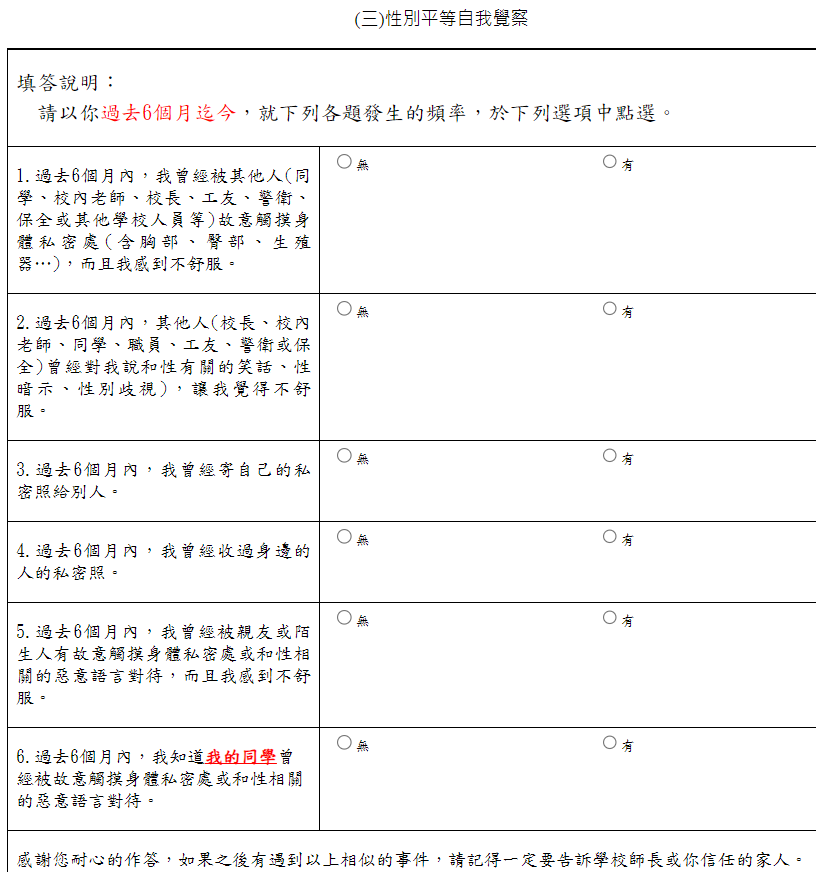 (三)性別平等自我覺察
填答說明：
請以你過去6個月迄今，就下列各題發生的頻率，於下列選項中點選。
1.過去6個月內，我曾經被其他人(同
學、校內老師、校長、工友、警衛、
保全或其他學校人員等)故意觸摸身
體私密處(含胸部、臀部、生殖
器…)，而且我感到不舒服。
無
有
2.過去6個月內，其他人(校長、校內
老師、同學、職員、工友、警衛或保
全)曾經對我說和性有關的笑話、性
暗示、性別歧視)，讓我覺得不舒
服。
無
有
3.過去6個月內，我曾經寄自己的私
密照給別人。
無
有
4.過去6個月內，我曾經收過身邊的
人的私密照。
無
有
5.過去6個月內，我曾經被親友或陌
生人有故意觸摸身體私密處或和性相
關的惡意語言對待，而且我感到不舒
服。
無
有
6.過去6個月內，我知道我的同學曾
經被故意觸摸身體私密處或和性相關
的惡意語言對待。
無
有
感謝您耐心的作答，如果之後有遇到以上相似的事件，請記得一定要告訴學校師長或你信任的家人。